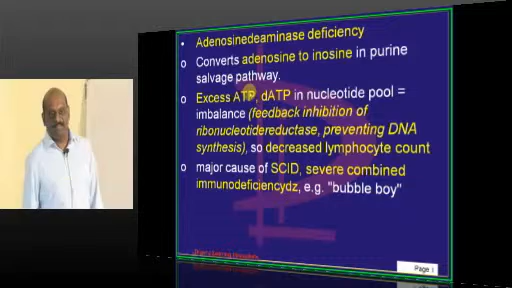 • Adenosinedeaminase deficiency
o Converts adenosine to inosine in purine
salvage pathway.
o Excess ATP, dATP in nucleotide pool =
imbalance (feedback inhibition of
ribonucleotidereductase, preventing DNA
synthesis), so decreased lymphocyte count
o major cause of SCID, severe combined
immunodeficiencydz, e.g. "bubble boy"
Page 1